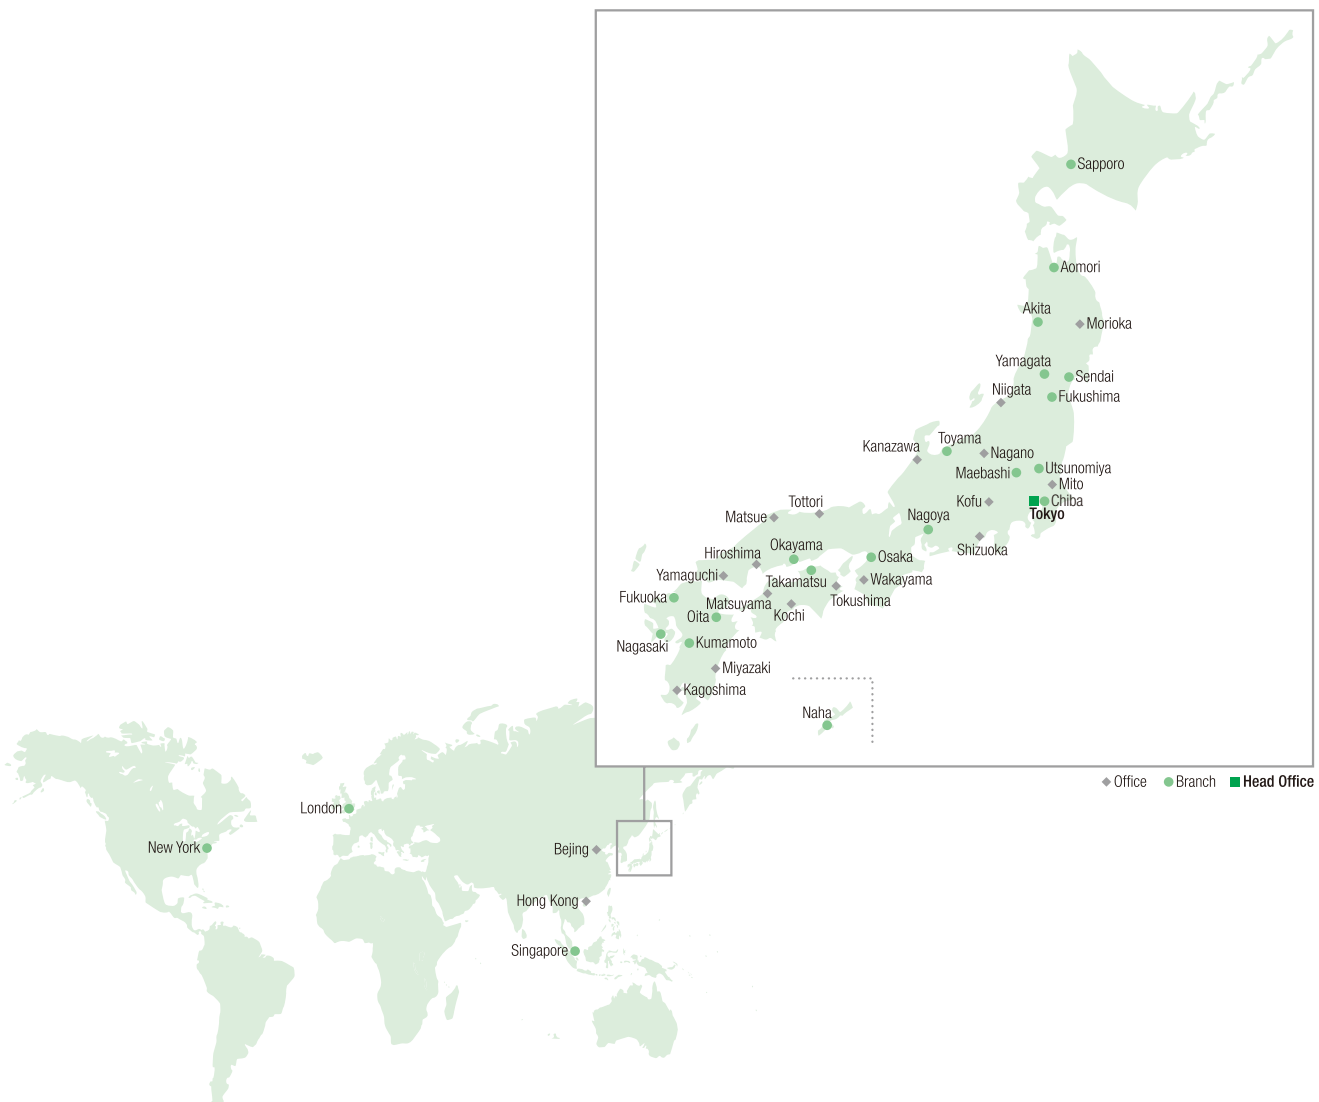 Sapporo
Aomori
Akita
Morioka
Yamagata
Sendai
Niigata
Fukushima
Toyama
Kanazawa
Nagano
Utsunomiya
Maebashi
Mito
Kofu
Chiba
Tokyo
Tottori
Matsue
Nagoya
Shizuoka
Okayama
Hiroshima
Osaka
Yamaguchi
Takamatsu
Wakayama
Fukuoka
Matsuyama
Tokushima
Oita
Kochi
Nagasaki
Kumamoto
Miyazaki
Kagoshima
Naha
Office
Branch
Head Office
London
New York
Bejing
Hong Kong
Singapore